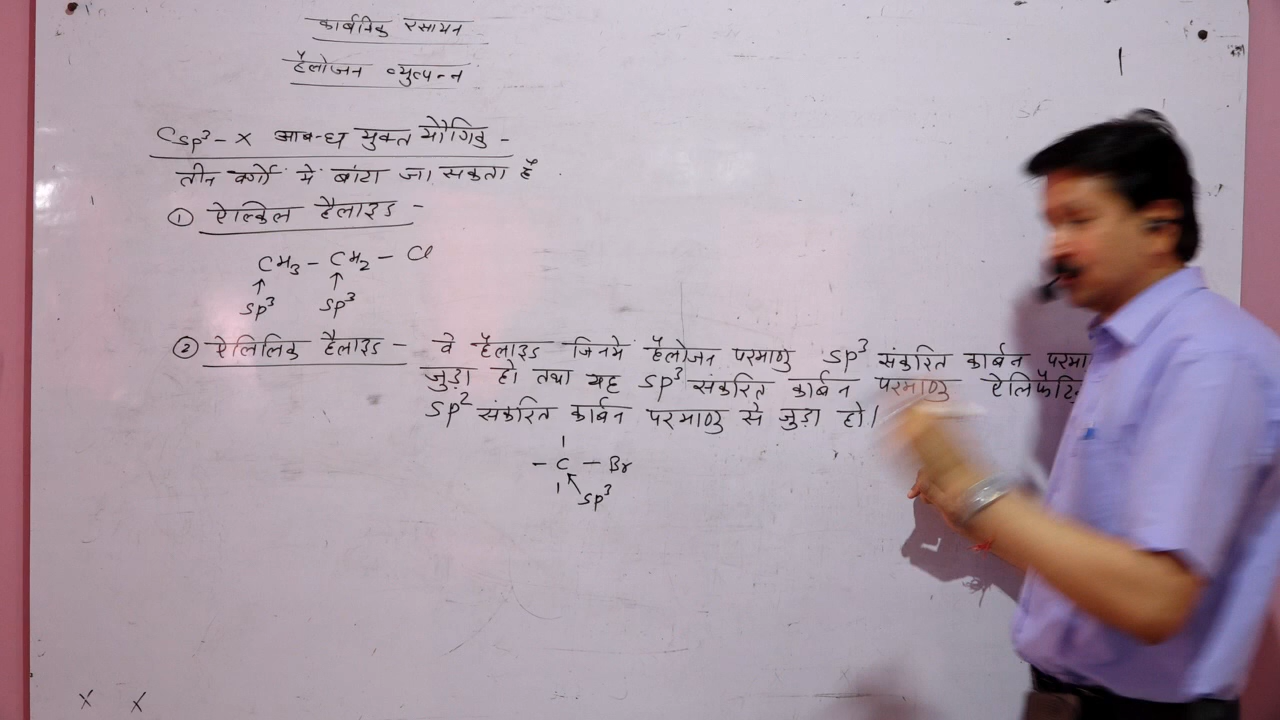 कार्बनिक रसायन
हैलोजन व्युत्पन्न
Csp³ - X आबन्ध युक्त यौगिक -
तीन वर्गों में बांटा जा सकता है
① ऐल्किल हैलाइड -
CH₃ - CH₂ - Cl
↑ ↑
sp³ sp³
② ऐलिलिक हैलाइड - वे हैलाइड जिनमें हैलोजन परमाणु sp³ संकरित कार्बन
जुड़ा हो तथा यह sp³ संकरित कार्बन परमाणु
sp² संकरित कार्बन परमाणु से जुड़ा हो।
- C - Br
sp³
X X